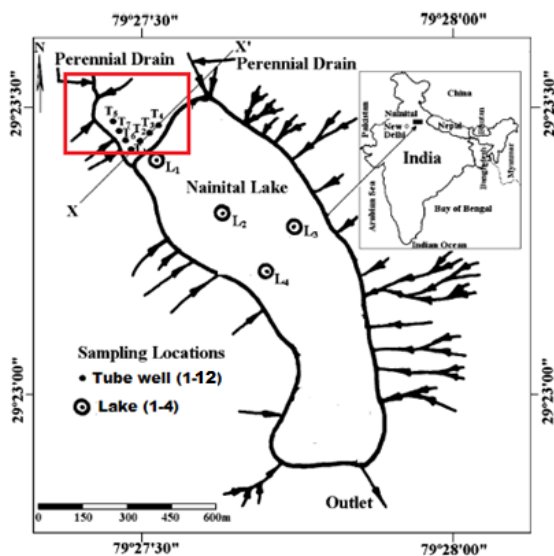 79°27'30"
79°28'00"
N
X'
Perennial Drain
Perennial Drain
29°23'30"
29°23'30"
T5
T7
T6
T2
T3
T4
L1
X
Nainital Lake
L2
L3
L4
China
Nainital
New Delhi
Pakistan
Nepal
Bhutan
Bangladesh
Myanmar
India
Arabian Sea
Bay of Bengal
Indian Ocean
Sampling Locations
Tube well (1-12)
Lake (1-4)
29°23'00"
29°23'00"
Outlet
0 150 300 450 600m
79°27'30"
79°28'00"